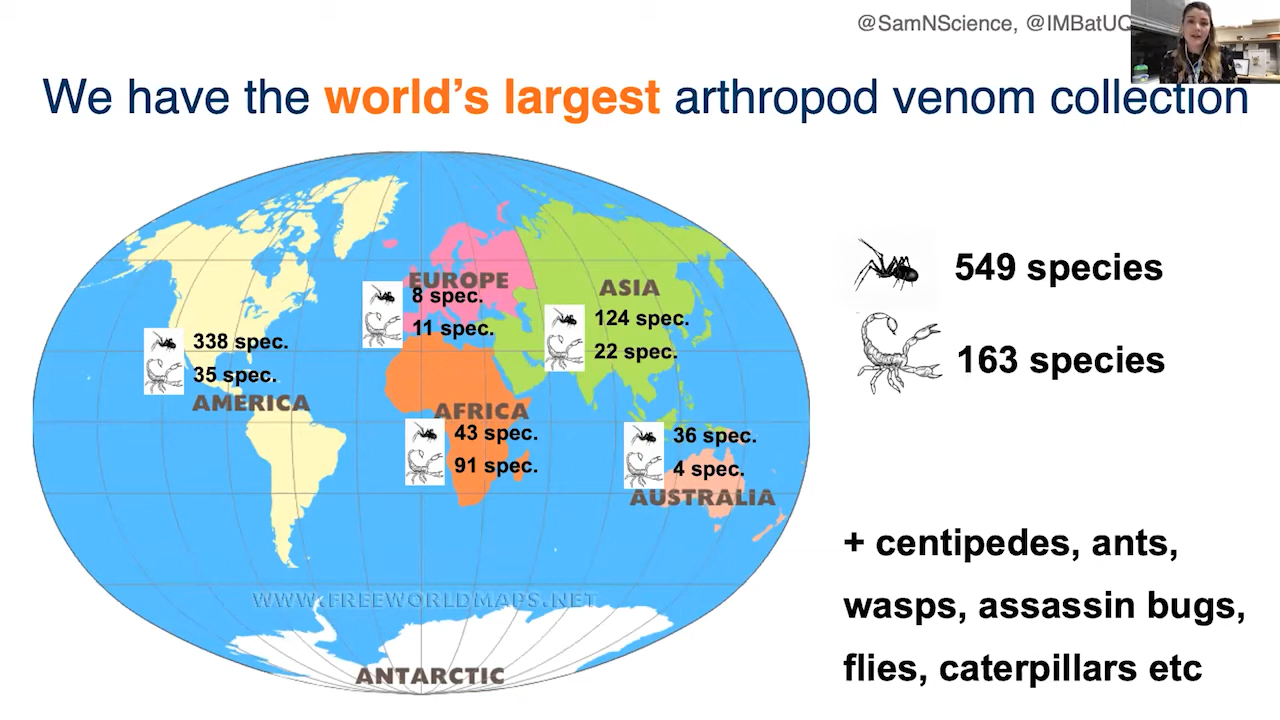 @SamNScience, @IMBatUQ
We have the world's largest arthropod venom collection
EUROPE
8 spec.
11 spec.
ASIA
124 spec.
22 spec.
338 spec.
35 spec.
AMERICA
AFRICA
43 spec.
91 spec.
36 spec.
4 spec.
AUSTRALIA
WWW.FREEWORLDMAPS.NET
ANTARCTIC
549 species
163 species
+ centipedes, ants,
wasps, assassin bugs,
flies, caterpillars etc